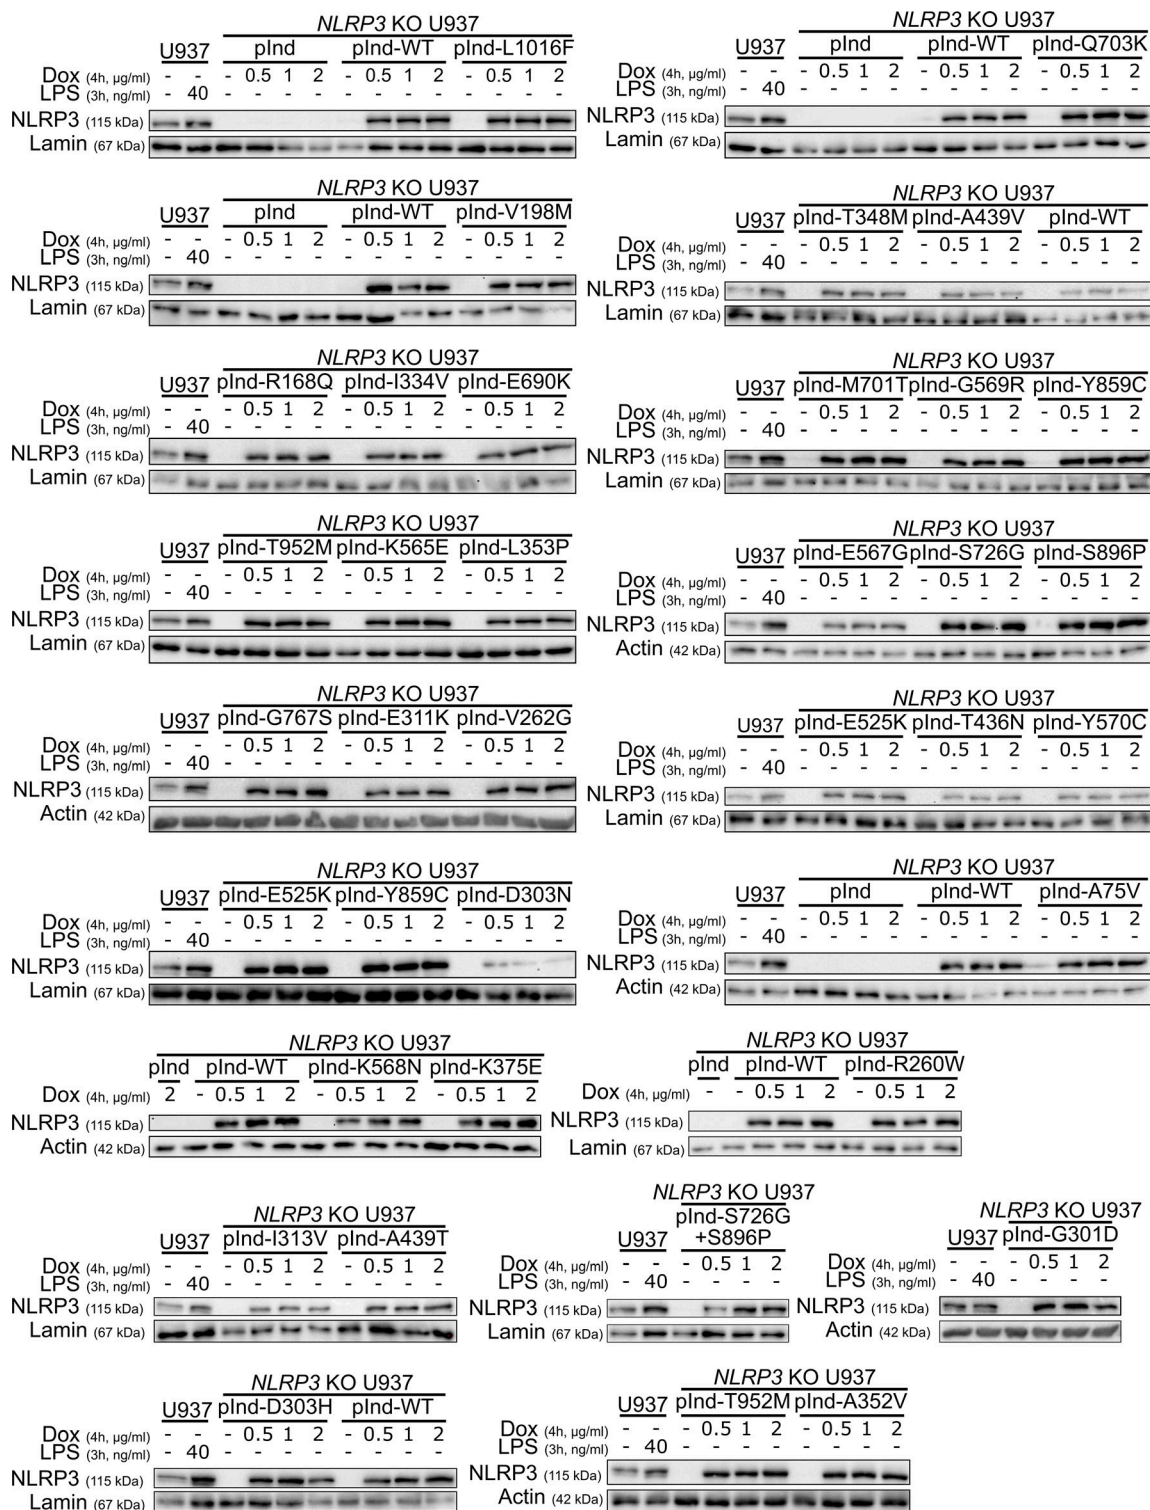 NLRP3 KO U937
U937 pInd pInd-WT pInd-L1016F
Dox (4h, µg/ml) - - - 0.5 1 2 - 0.5 1 2 - 0.5 1 2
LPS (3h, ng/ml) - 40 - - - - - - - - - - - -
NLRP3 (115 kDa)
Lamin (67 kDa)
NLRP3 KO U937
U937 pInd pInd-WT pInd-Q703K
Dox (4h, µg/ml) - - - 0.5 1 2 - 0.5 1 2 - 0.5 1 2
LPS (3h, ng/ml) - 40 - - - - - - - - - - - -
NLRP3 (115 kDa)
Lamin (67 kDa)
NLRP3 KO U937
U937 pInd pInd-WT pInd-V198M
Dox (4h, µg/ml) - - - 0.5 1 2 - 0.5 1 2 - 0.5 1 2
LPS (3h, ng/ml) - 40 - - - - - - - - - - - -
NLRP3 (115 kDa)
Lamin (67 kDa)
NLRP3 KO U937
U937 pInd-T348M pInd-A439V pInd-WT
Dox (4h, µg/ml) - - - 0.5 1 2 - 0.5 1 2 - 0.5 1 2
LPS (3h, ng/ml) - 40 - - - - - - - - - - - -
NLRP3 (115 kDa)
Lamin (67 kDa)
NLRP3 KO U937
U937 pInd-R168Q pInd-I334V pInd-E690K
Dox (4h, µg/ml) - - - 0.5 1 2 - 0.5 1 2 - 0.5 1 2
LPS (3h, ng/ml) - 40 - - - - - - - - - - - -
NLRP3 (115 kDa)
Lamin (67 kDa)
NLRP3 KO U937
U937 pInd-M701T pInd-G569R pInd-Y859C
Dox (4h, µg/ml) - - - 0.5 1 2 - 0.5 1 2 - 0.5 1 2
LPS (3h, ng/ml) - 40 - - - - - - - - - - - -
NLRP3 (115 kDa)
Lamin (67 kDa)
NLRP3 KO U937
U937 pInd-T952M pInd-K565E pInd-L353P
Dox (4h, µg/ml) - - - 0.5 1 2 - 0.5 1 2 - 0.5 1 2
LPS (3h, ng/ml) - 40 - - - - - - - - - - - -
NLRP3 (115 kDa)
Lamin (67 kDa)
NLRP3 KO U937
U937 pInd-E567G pInd-S726G pInd-S896P
Dox (4h, µg/ml) - - - 0.5 1 2 - 0.5 1 2 - 0.5 1 2
LPS (3h, ng/ml) - 40 - - - - - - - - - - - -
NLRP3 (115 kDa)
Actin (42 kDa)
NLRP3 KO U937
U937 pInd-G767S pInd-E311K pInd-V262G
Dox (4h, µg/ml) - - - 0.5 1 2 - 0.5 1 2 - 0.5 1 2
LPS (3h, ng/ml) - 40 - - - - - - - - - - - -
NLRP3 (115 kDa)
Actin (42 kDa)
NLRP3 KO U937
U937 pInd-E525K pInd-T436N pInd-Y570C
Dox (4h, µg/ml) - - - 0.5 1 2 - 0.5 1 2 - 0.5 1 2
LPS (3h, ng/ml) - 40 - - - - - - - - - - - -
NLRP3 (115 kDa)
Lamin (67 kDa)
NLRP3 KO U937
U937 pInd-E525K pInd-Y859C pInd-D303N
Dox (4h, µg/ml) - - - 0.5 1 2 - 0.5 1 2 - 0.5 1 2
LPS (3h, ng/ml) - 40 - - - - - - - - - - - -
NLRP3 (115 kDa)
Lamin (67 kDa)
NLRP3 KO U937
U937 pInd pInd-WT pInd-A75V
Dox (4h, µg/ml) - - - 0.5 1 2 - 0.5 1 2 - 0.5 1 2
LPS (3h, ng/ml) - 40 - - - - - - - - - - - -
NLRP3 (115 kDa)
Actin (42 kDa)
NLRP3 KO U937
pInd pInd-WT pInd-K568N pInd-K375E
Dox (4h, µg/ml) 2 - 0.5 1 2 - 0.5 1 2 - 0.5 1 2
NLRP3 (115 kDa)
Actin (42 kDa)
NLRP3 KO U937
pInd pInd-WT pInd-R260W
Dox (4h, µg/ml) - - 0.5 1 2 - 0.5 1 2
NLRP3 (115 kDa)
Lamin (67 kDa)
NLRP3 KO U937
U937 pInd-I313V pInd-A439T
Dox (4h, µg/ml) - - - 0.5 1 2 - 0.5 1 2
LPS (3h, ng/ml) - 40 - - - - - - - -
NLRP3 (115 kDa)
Lamin (67 kDa)
NLRP3 KO U937
pInd-S726G
U937 +S896P
Dox (4h, µg/ml) - - - 0.5 1 2
LPS (3h, ng/ml) - 40 - - - -
NLRP3 (115 kDa)
Lamin (67 kDa)
NLRP3 KO U937
U937 pInd-G301D
Dox (4h, µg/ml) - - - 0.5 1 2
LPS (3h, ng/ml) - 40 - - - -
NLRP3 (115 kDa)
Actin (42 kDa)
NLRP3 KO U937
U937 pInd-D303H pInd-WT
Dox (4h, µg/ml) - - - 0.5 1 2 - 0.5 1 2
LPS (3h, ng/ml) - 40 - - - - - - - -
NLRP3 (115 kDa)
Lamin (67 kDa)
NLRP3 KO U937
U937 pInd-T952M pInd-A352V
Dox (4h, µg/ml) - - - 0.5 1 2 - 0.5 1 2
LPS (3h, ng/ml) - 40 - - - - - - - -
NLRP3 (115 kDa)
Actin (42 kDa)